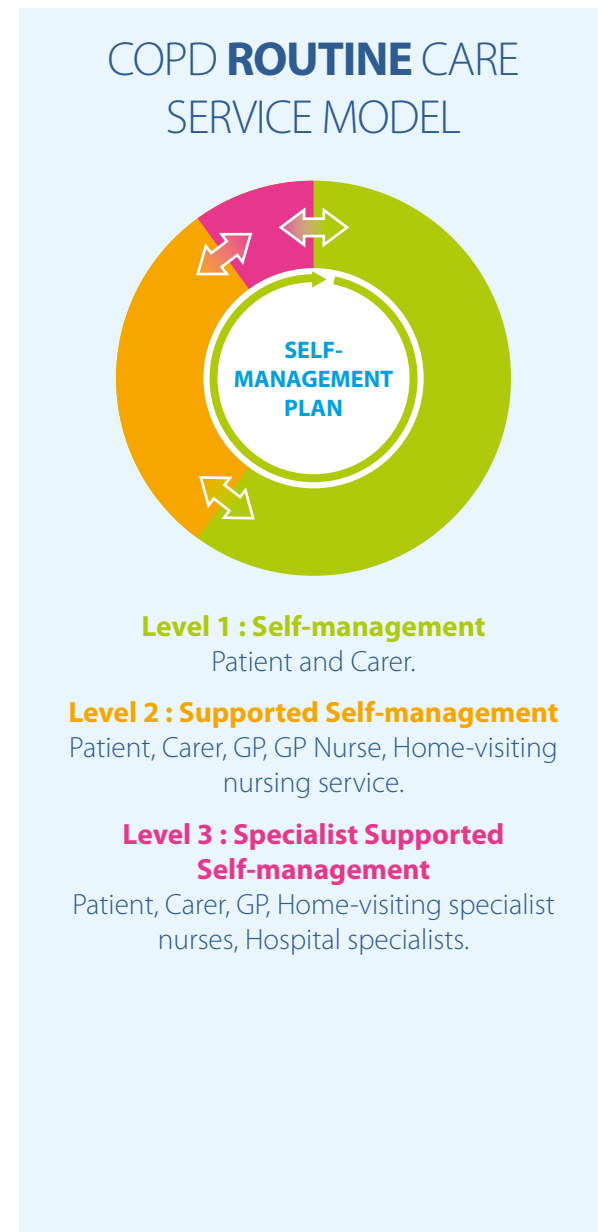 COPD ROUTINE CARE
SERVICE MODEL
SELF-
MANAGEMENT
PLAN
Level 1 : Self-management
Patient and Carer.
Level 2 : Supported Self-management
Patient, Carer, GP, GP Nurse, Home-visiting
nursing service.
Level 3 : Specialist Supported
Self-management
Patient, Carer, GP, Home-visiting specialist
nurses, Hospital specialists.